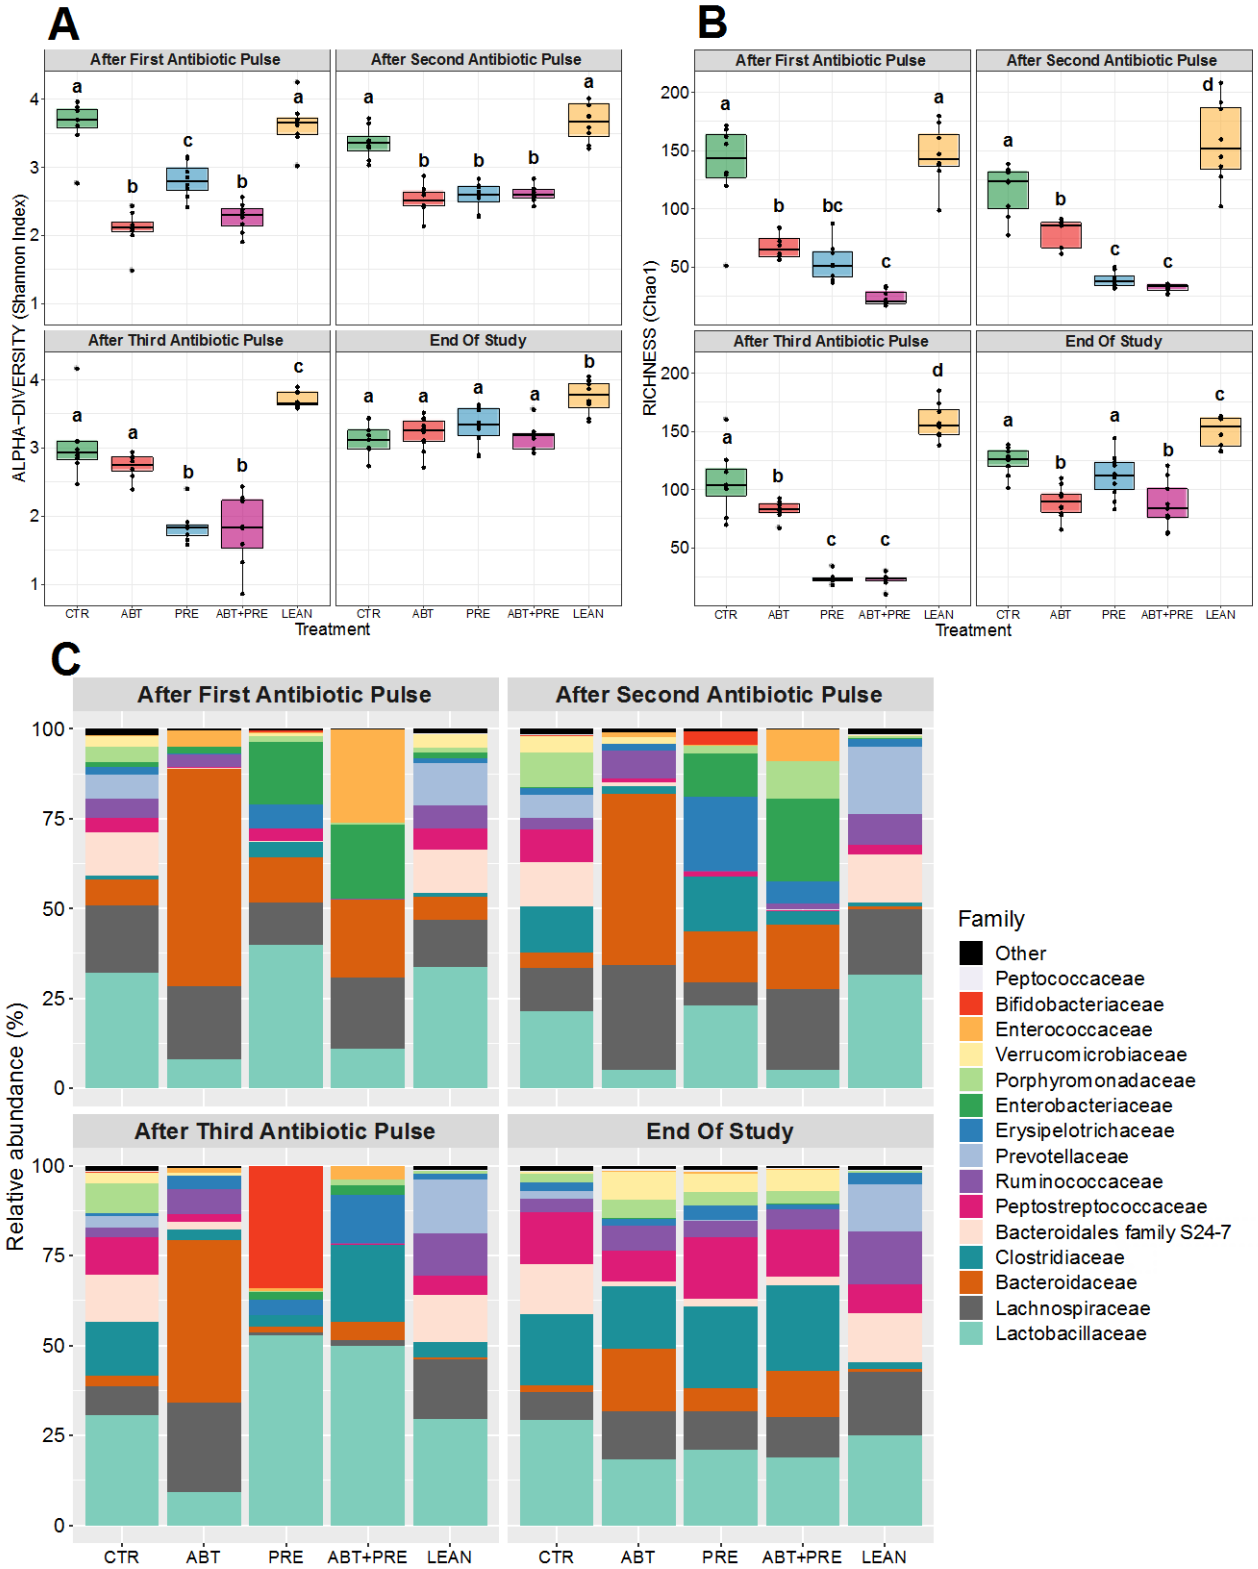 A
After First Antibiotic Pulse
After Second Antibiotic Pulse
a
b
c
b
a
a
b
b
b
a
4
3
2
1
After Third Antibiotic Pulse
End Of Study
a
a
b
b
c
a
a
a
a
b
4
3
2
1
ALPHA−DIVERSITY (Shannon Index)
CTR ABT PRE ABT+PRE LEAN
CTR ABT PRE ABT+PRE LEAN
Treatment
B
After First Antibiotic Pulse
After Second Antibiotic Pulse
a
b
bc
c
a
a
b
c
c
d
200
150
100
50
After Third Antibiotic Pulse
End Of Study
a
b
c
c
d
a
b
a
b
c
200
150
100
50
RICHNESS (Chao1)
CTR ABT PRE ABT+PRE LEAN
CTR ABT PRE ABT+PRE LEAN
Treatment
C
After First Antibiotic Pulse
After Second Antibiotic Pulse
100
75
50
25
0
After Third Antibiotic Pulse
End Of Study
100
75
50
25
0
Relative abundance (%)
CTR ABT PRE ABT+PRE LEAN
CTR ABT PRE ABT+PRE LEAN
Family
Other
Peptococcaceae
Bifidobacteriaceae
Enterococcaceae
Verrucomicrobiaceae
Porphyromonadaceae
Enterobacteriaceae
Erysipelotrichaceae
Prevotellaceae
Ruminococcaceae
Peptostreptococcaceae
Bacteroidales family S24-7
Clostridiaceae
Bacteroidaceae
Lachnospiraceae
Lactobacillaceae